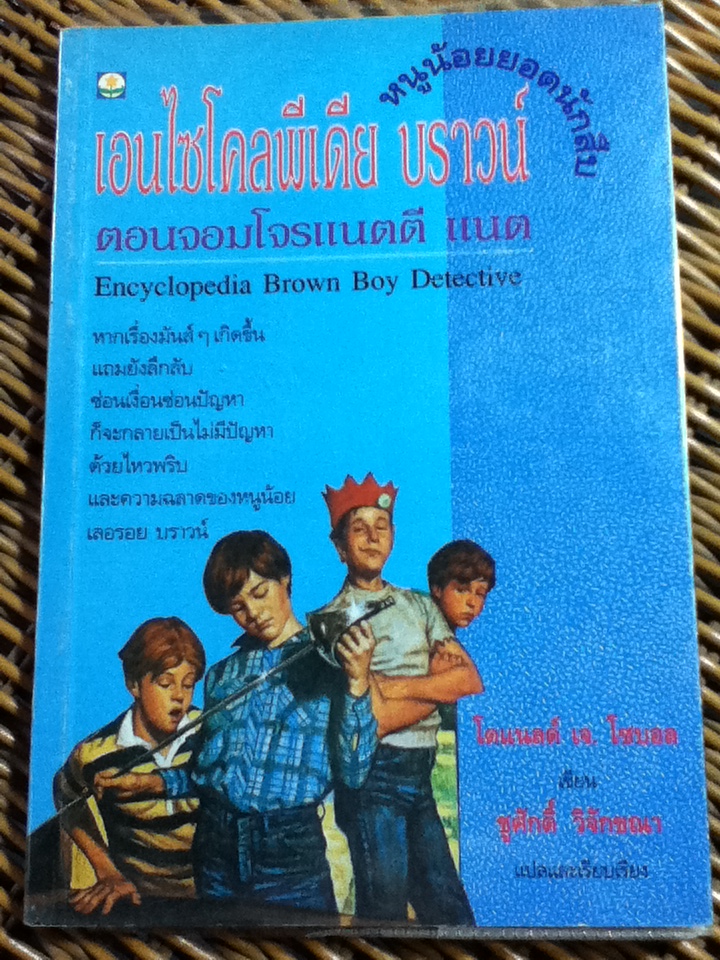 หนูน้อยยอดนักสืบ
เอนไซโคลพีเดีย บราวน์
ตอนจอมโจรแนตตี แนต
Encyclopedia Brown Boy Detective
หากเรื่องมันส์ ๆ เกิดขึ้น
แถมยังลึกลับ
ซ่อนเงื่อนซ่อนปัญหา
ก็จะกลายเป็นไม่มีปัญหา
ด้วยไหวพริบ
และความฉลาดของหนูน้อย
เลอรอย บราวน์
โดแนลด์ เจ. โซบอล
เขียน
ชูศักดิ์ วิจักขณา
แปลและเรียบเรียง